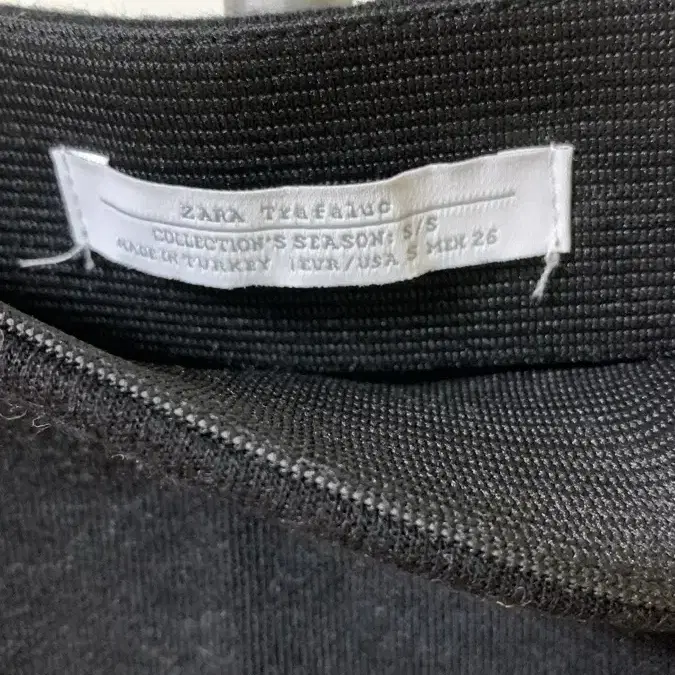 ZARA Trafaluc
COLLECTION'S SEASON: S/S
MADE IN TURKEY | EUR/USA S MEX 26